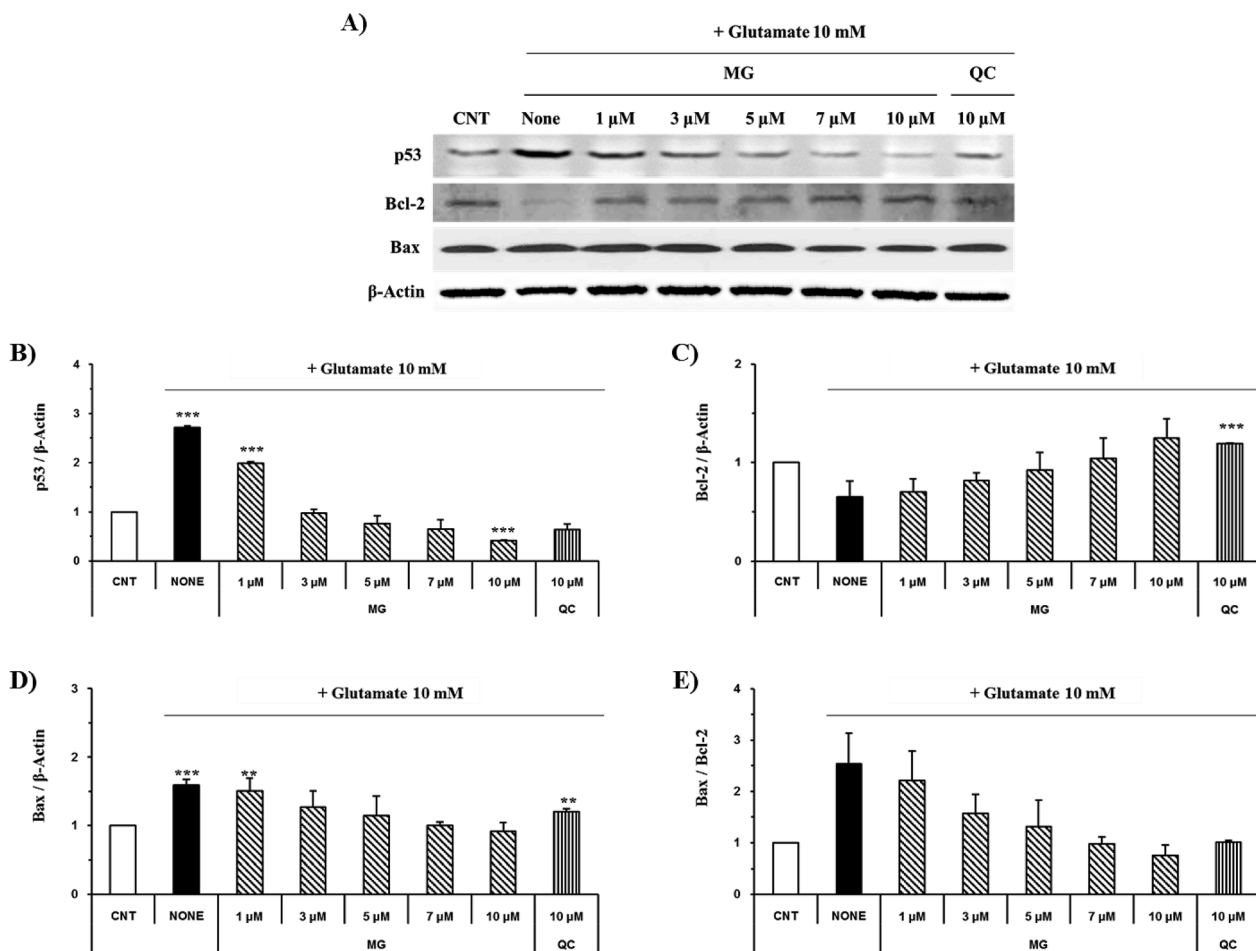 A)
+ Glutamate 10 mM
MG QC
CNT None 1 µM 3 µM 5 µM 7 µM 10 µM 10 µM
p53
Bcl-2
Bax
β-Actin
B)
+ Glutamate 10 mM
p53 / β-Actin
4
3
2
1
0
***
***
***
CNT NONE 1 µM 3 µM 5 µM 7 µM 10 µM 10 µM
MG QC
C)
+ Glutamate 10 mM
Bcl-2 / β-Actin
2
1
0
***
CNT NONE 1 µM 3 µM 5 µM 7 µM 10 µM 10 µM
MG QC
D)
+ Glutamate 10 mM
Bax / β-Actin
3
2
1
0
***
**
**
CNT NONE 1 µM 3 µM 5 µM 7 µM 10 µM 10 µM
MG QC
E)
+ Glutamate 10 mM
Bax / Bcl-2
4
3
2
1
0
CNT NONE 1 µM 3 µM 5 µM 7 µM 10 µM 10 µM
MG QC